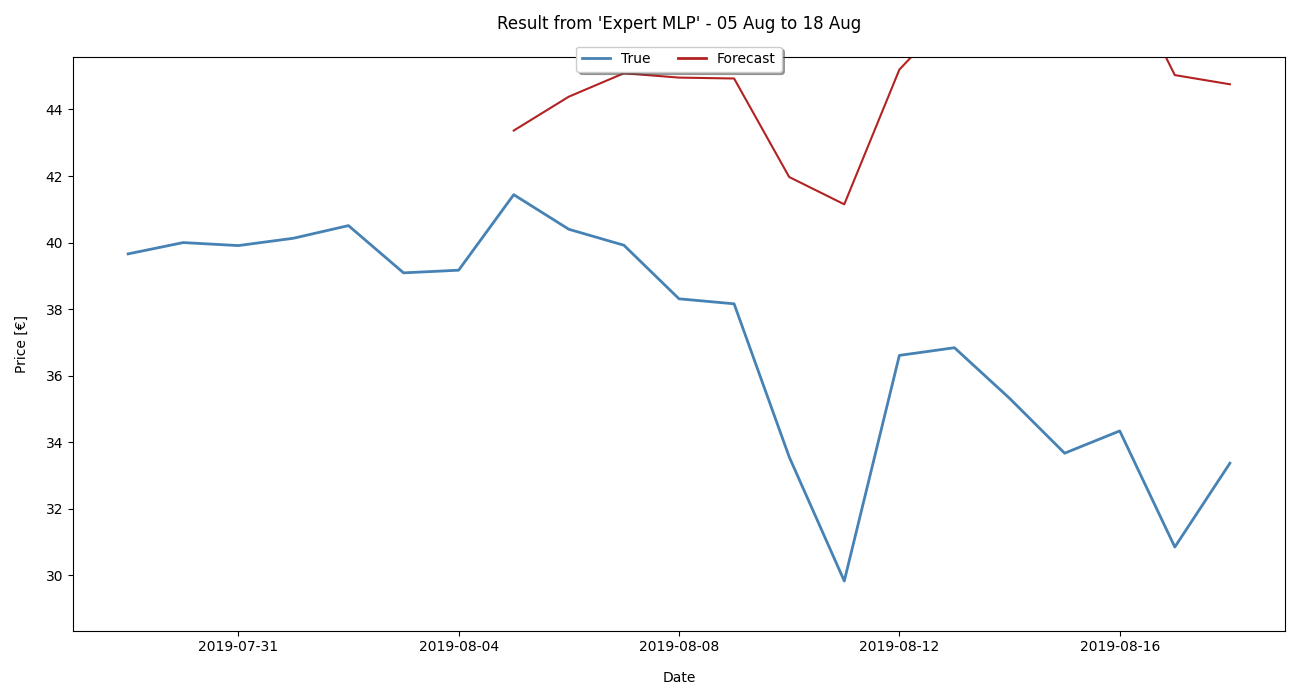 Result from 'Expert MLP' - 05 Aug to 18 Aug
True
Forecast
44
42
40
38
36
34
32
30
Price [€]
2019-07-31
2019-08-04
2019-08-08
2019-08-12
2019-08-16
Date